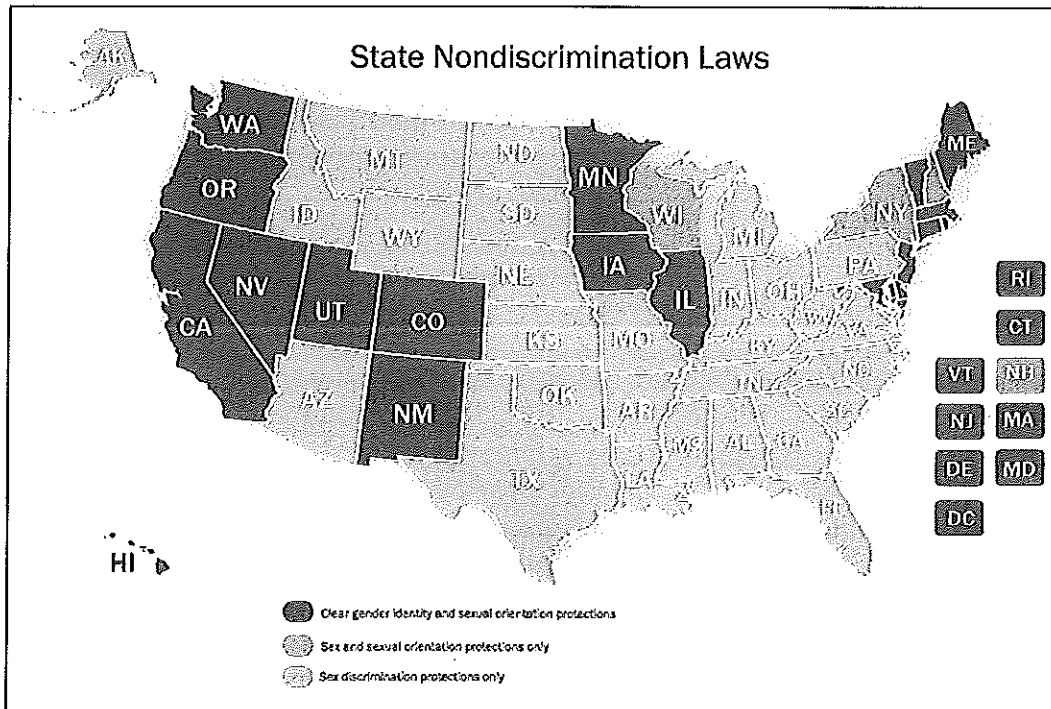 State Nondiscrimination Laws
AK
WA
MT
ND
MN
ME
OR
ID
SD
WI
NY
WY
MI
IA
PA
NE
RI
NV
IL
IN
OH
UT
CO
WV
VA
CA
KS
MO
KY
CT
NC
VT
NH
TN
AZ
OK
NM
AR
SC
NJ
MA
MS
AL
GA
TX
LA
DE
MD
FL
DC
HI
Clear gender identity and sexual orientation protections
Sex and sexual orientation protections only
Sex discrimination protections only